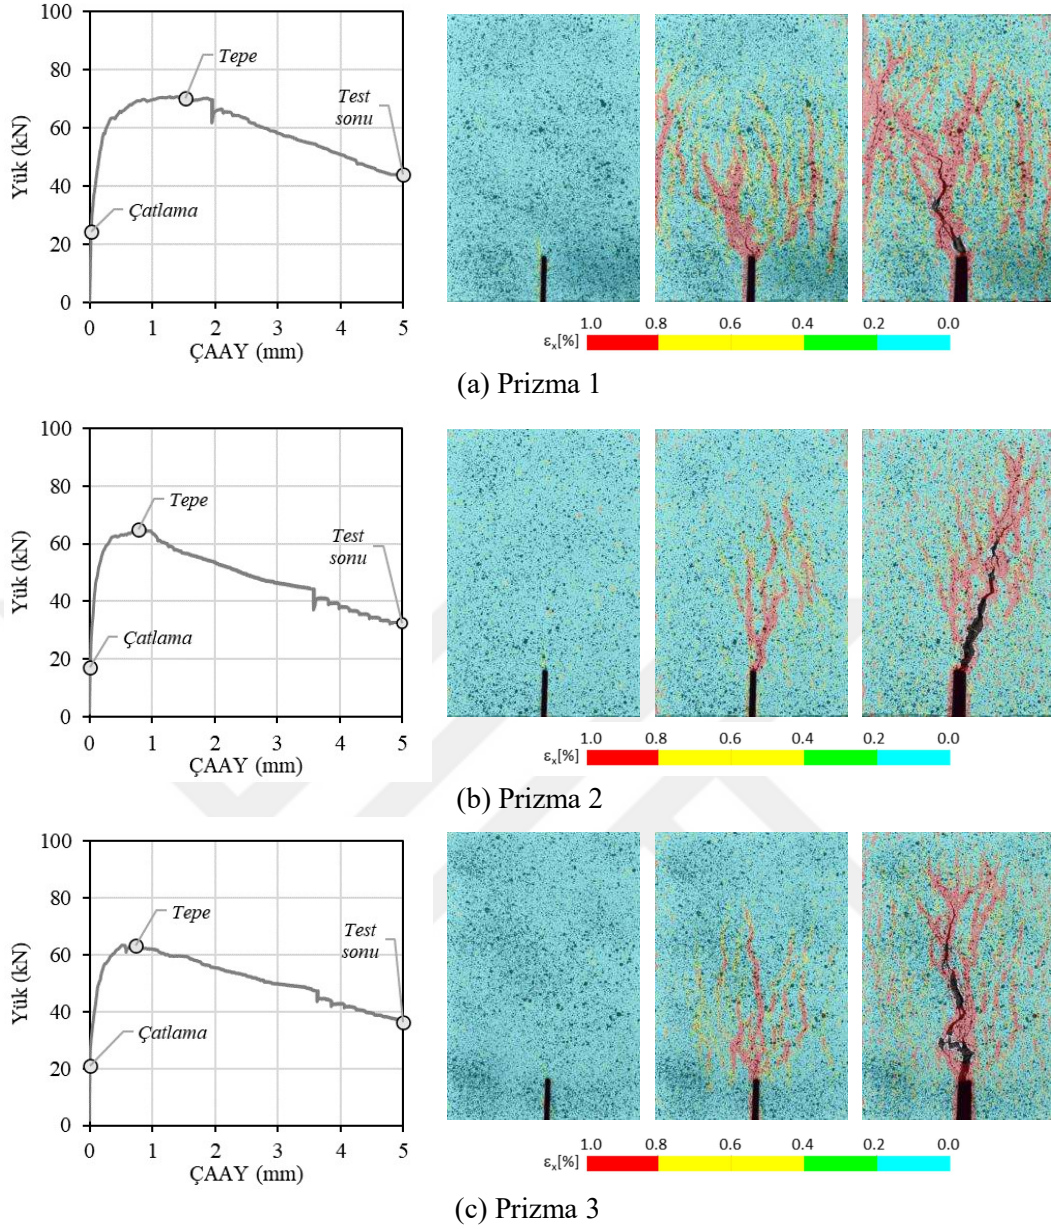 100
80
60
40
20
0
Yük (kN)
Tepe
Test
sonu
Çatlama
0 1 2 3 4 5
ÇAAY (mm)
1.0 0.8 0.6 0.4 0.2 0.0
εx[%]
(a) Prizma 1
100
80
60
40
20
0
Yük (kN)
Tepe
Test
sonu
Çatlama
0 1 2 3 4 5
ÇAAY (mm)
1.0 0.8 0.6 0.4 0.2 0.0
εx[%]
(b) Prizma 2
100
80
60
40
20
0
Yük (kN)
Tepe
Test
sonu
Çatlama
0 1 2 3 4 5
ÇAAY (mm)
1.0 0.8 0.6 0.4 0.2 0.0
εx[%]
(c) Prizma 3